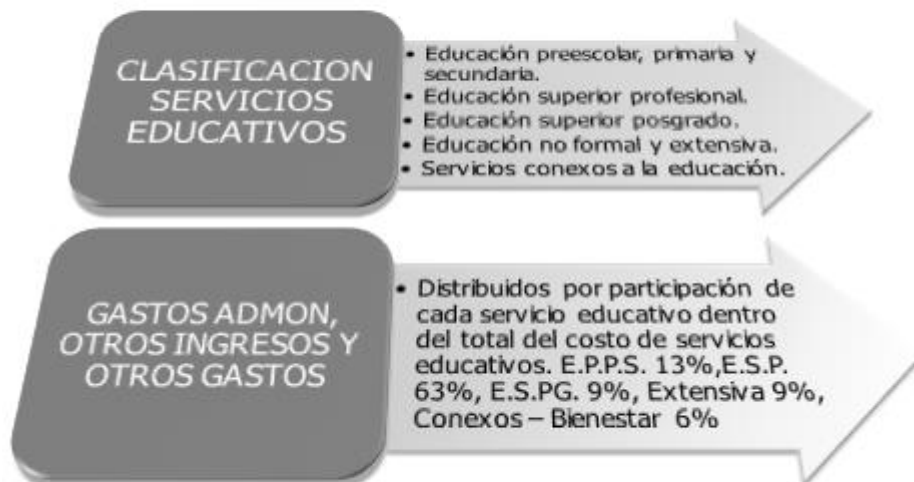 CLASIFICACION
SERVICIOS
EDUCATIVOS
• Educación preescolar, primaria y
secundaria.
• Educación superior profesional.
• Educación superior posgrado.
• Educación no formal y extensiva.
• Servicios conexos a la educación.
GASTOS ADMON,
OTROS INGRESOS Y
OTROS GASTOS
• Distribuidos por participación de
cada servicio educativo dentro
del total del costo de servicios
educativos. E.P.P.S. 13%,E.S.P.
63%, E.S.PG. 9%, Extensiva 9%,
Conexos – Bienestar 6%